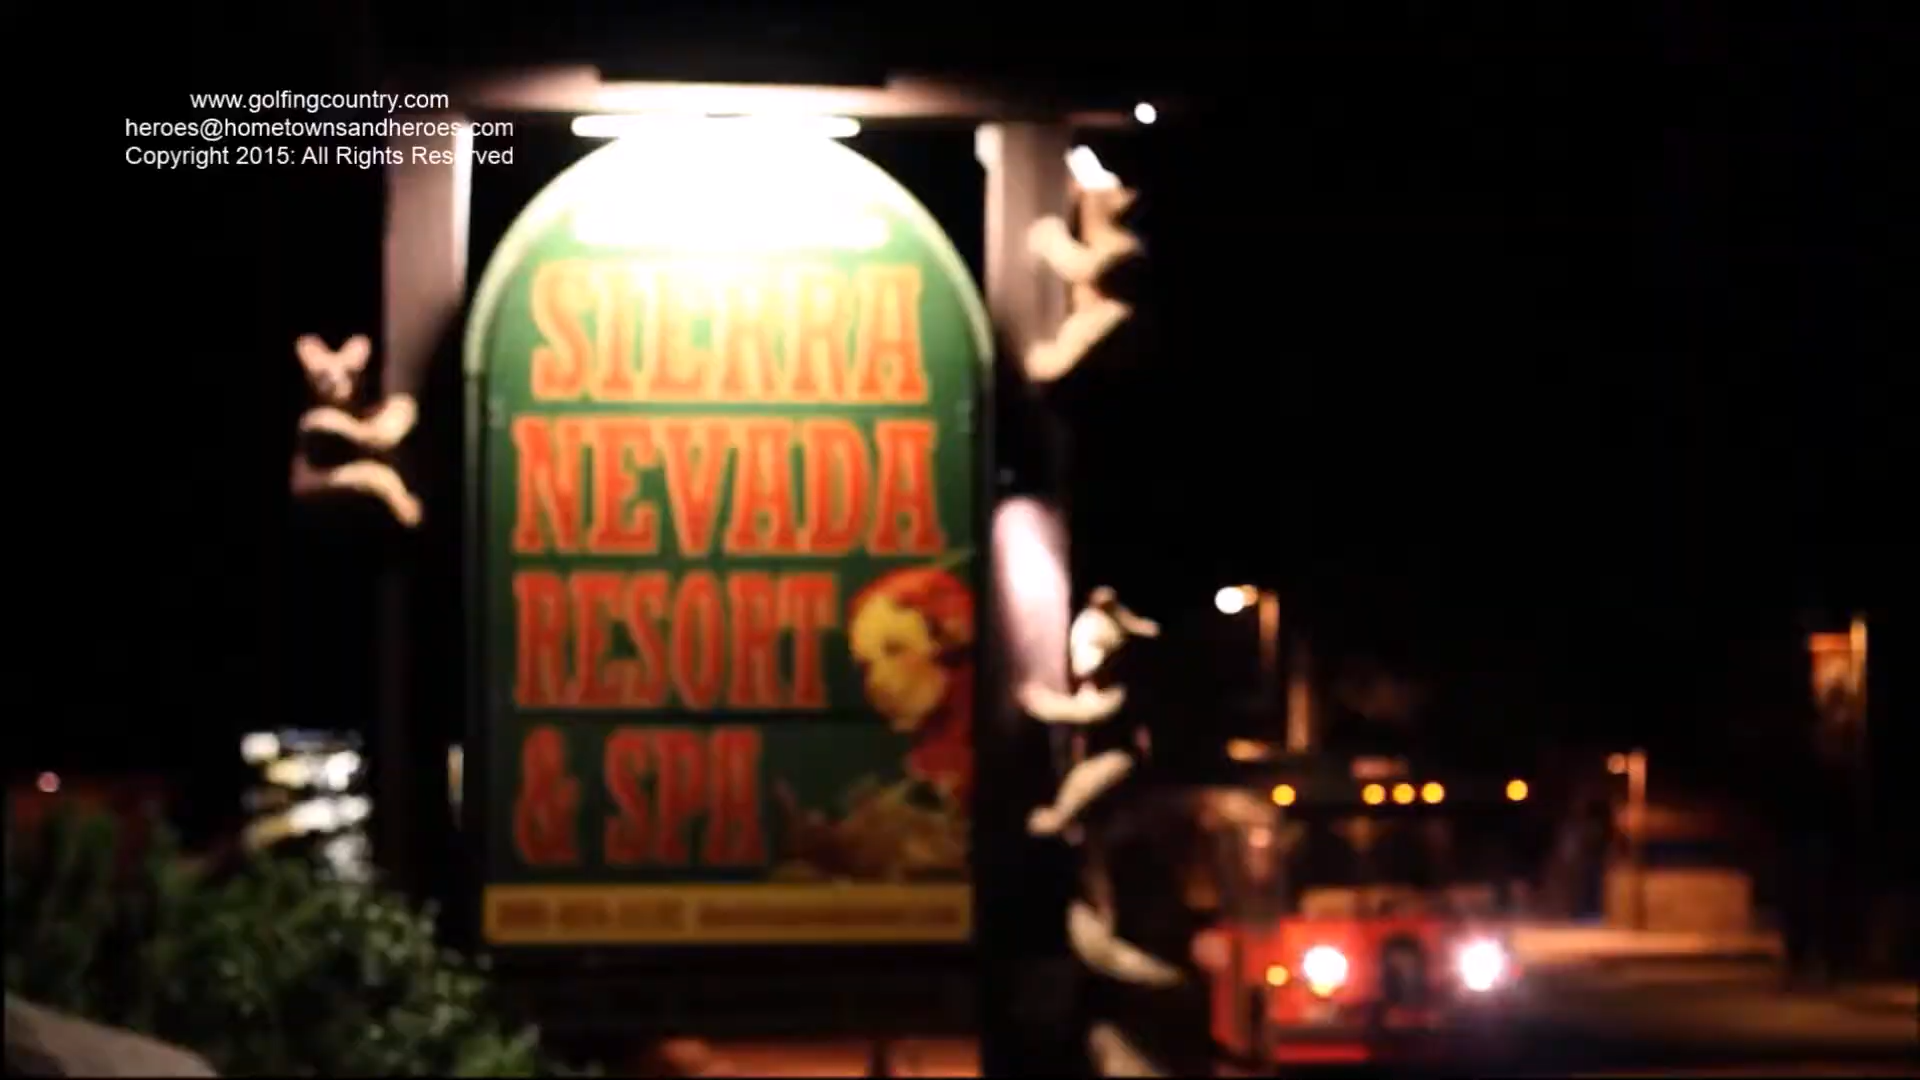 www.golfingcountry.com
heroes@hometownsandheroes.com
Copyright 2015: All Rights Reserved
SIERRA
NEVADA
RESORT
& SPA